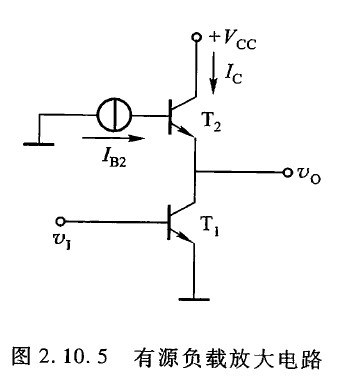 +V_CC
I_C
T_2
I_B2
v_O
T_1
v_I
图 2.10.5 有源负载放大电路